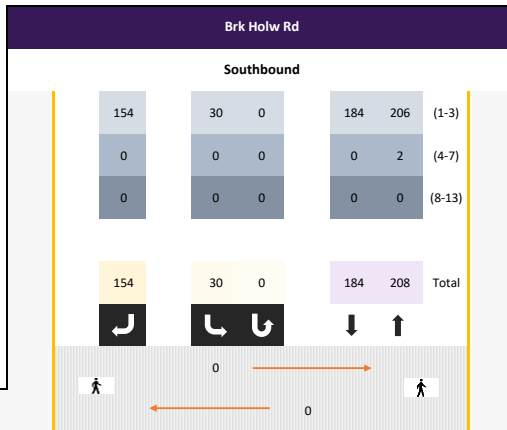 Brk Holw Rd
Southbound
154 30 0 184 206 (1-3)
0 0 0 0 2 (4-7)
0 0 0 0 0 (8-13)
154 30 0 184 208 Total
0
0